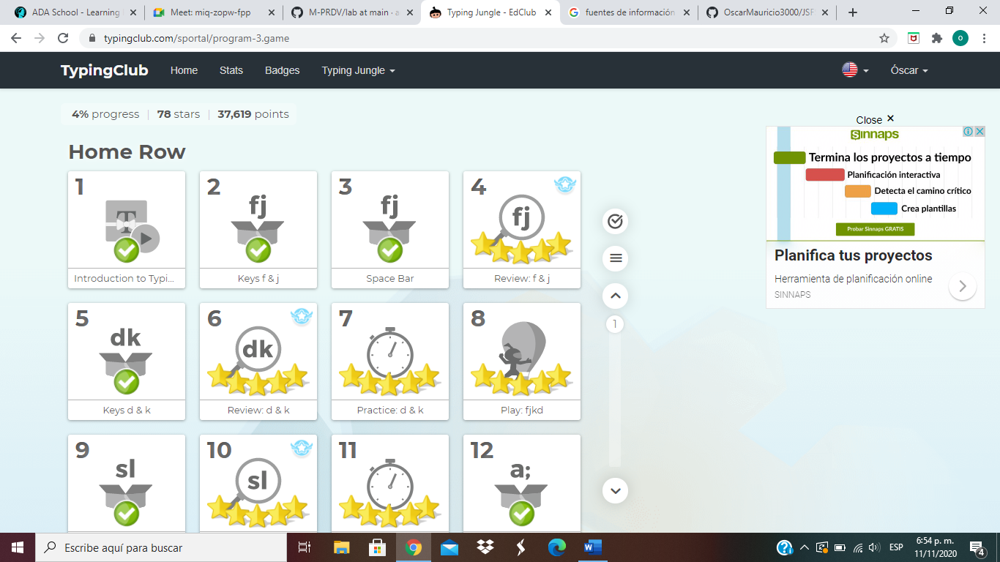 ADA School - Learning
Meet: miq-zopw-fpp
M-PRDV/lab at main · a
Typing Jungle - EdClub
fuentes de información
OscarMauricio3000/JSF
typingclub.com/sportal/program-3.game
o
TypingClub
Home
Stats
Badges
Typing Jungle
Óscar
4% progress
78 stars
37,619 points
Close ×
Home Row
1
Introduction to Typi...
2
fj
Keys f & j
3
fj
Space Bar
4
fj
Review: f & j
5
dk
Keys d & k
6
dk
Review: d & k
7
Practice: d & k
8
Play: fjkd
9
sl
10
sl
11
12
a;
1
Sinnaps
Termina los proyectos a tiempo
Planificación interactiva
Detecta el camino crítico
Crea plantillas
Probar Sinnaps GRATIS
Planifica tus proyectos
Herramienta de planificación online
SINNAPS
Escribe aquí para buscar
ESP
6:54 p. m.
11/11/2020
4